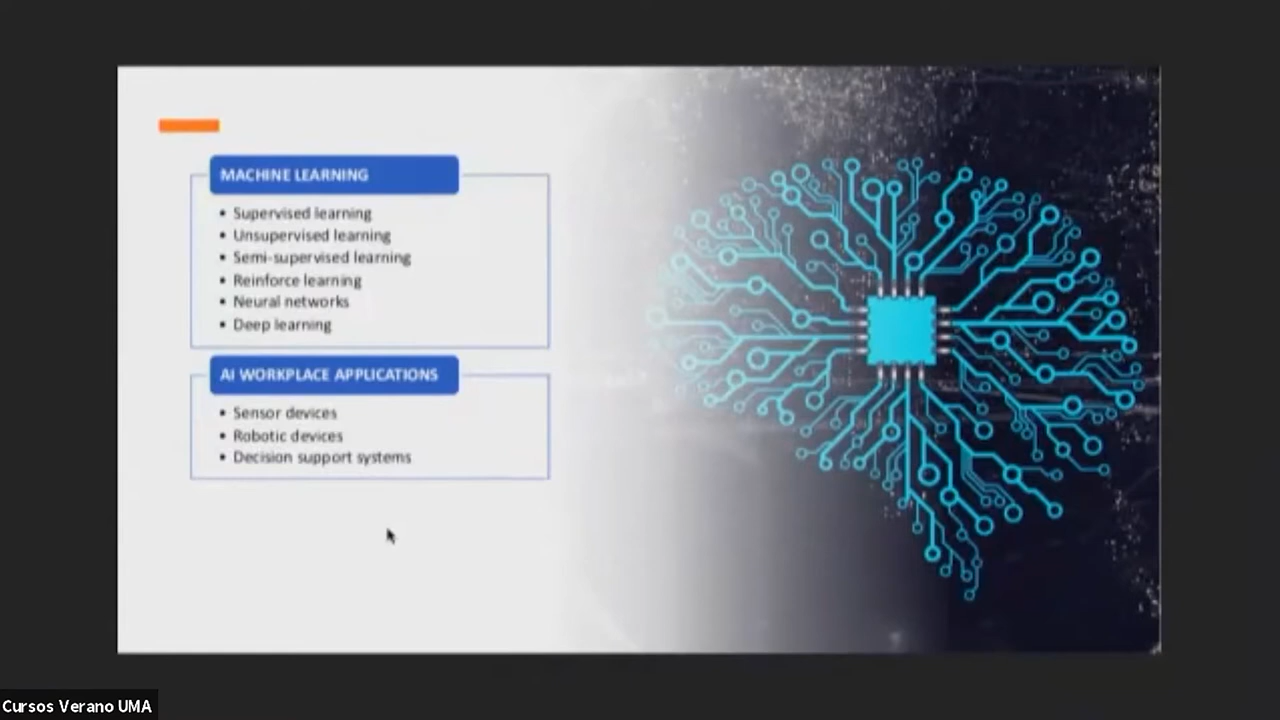 MACHINE LEARNING
• Supervised learning
• Unsupervised learning
• Semi-supervised learning
• Reinforce learning
• Neural networks
• Deep learning
AI WORKPLACE APPLICATIONS
• Sensor devices
• Robotic devices
• Decision support systems
Cursos Verano UMA